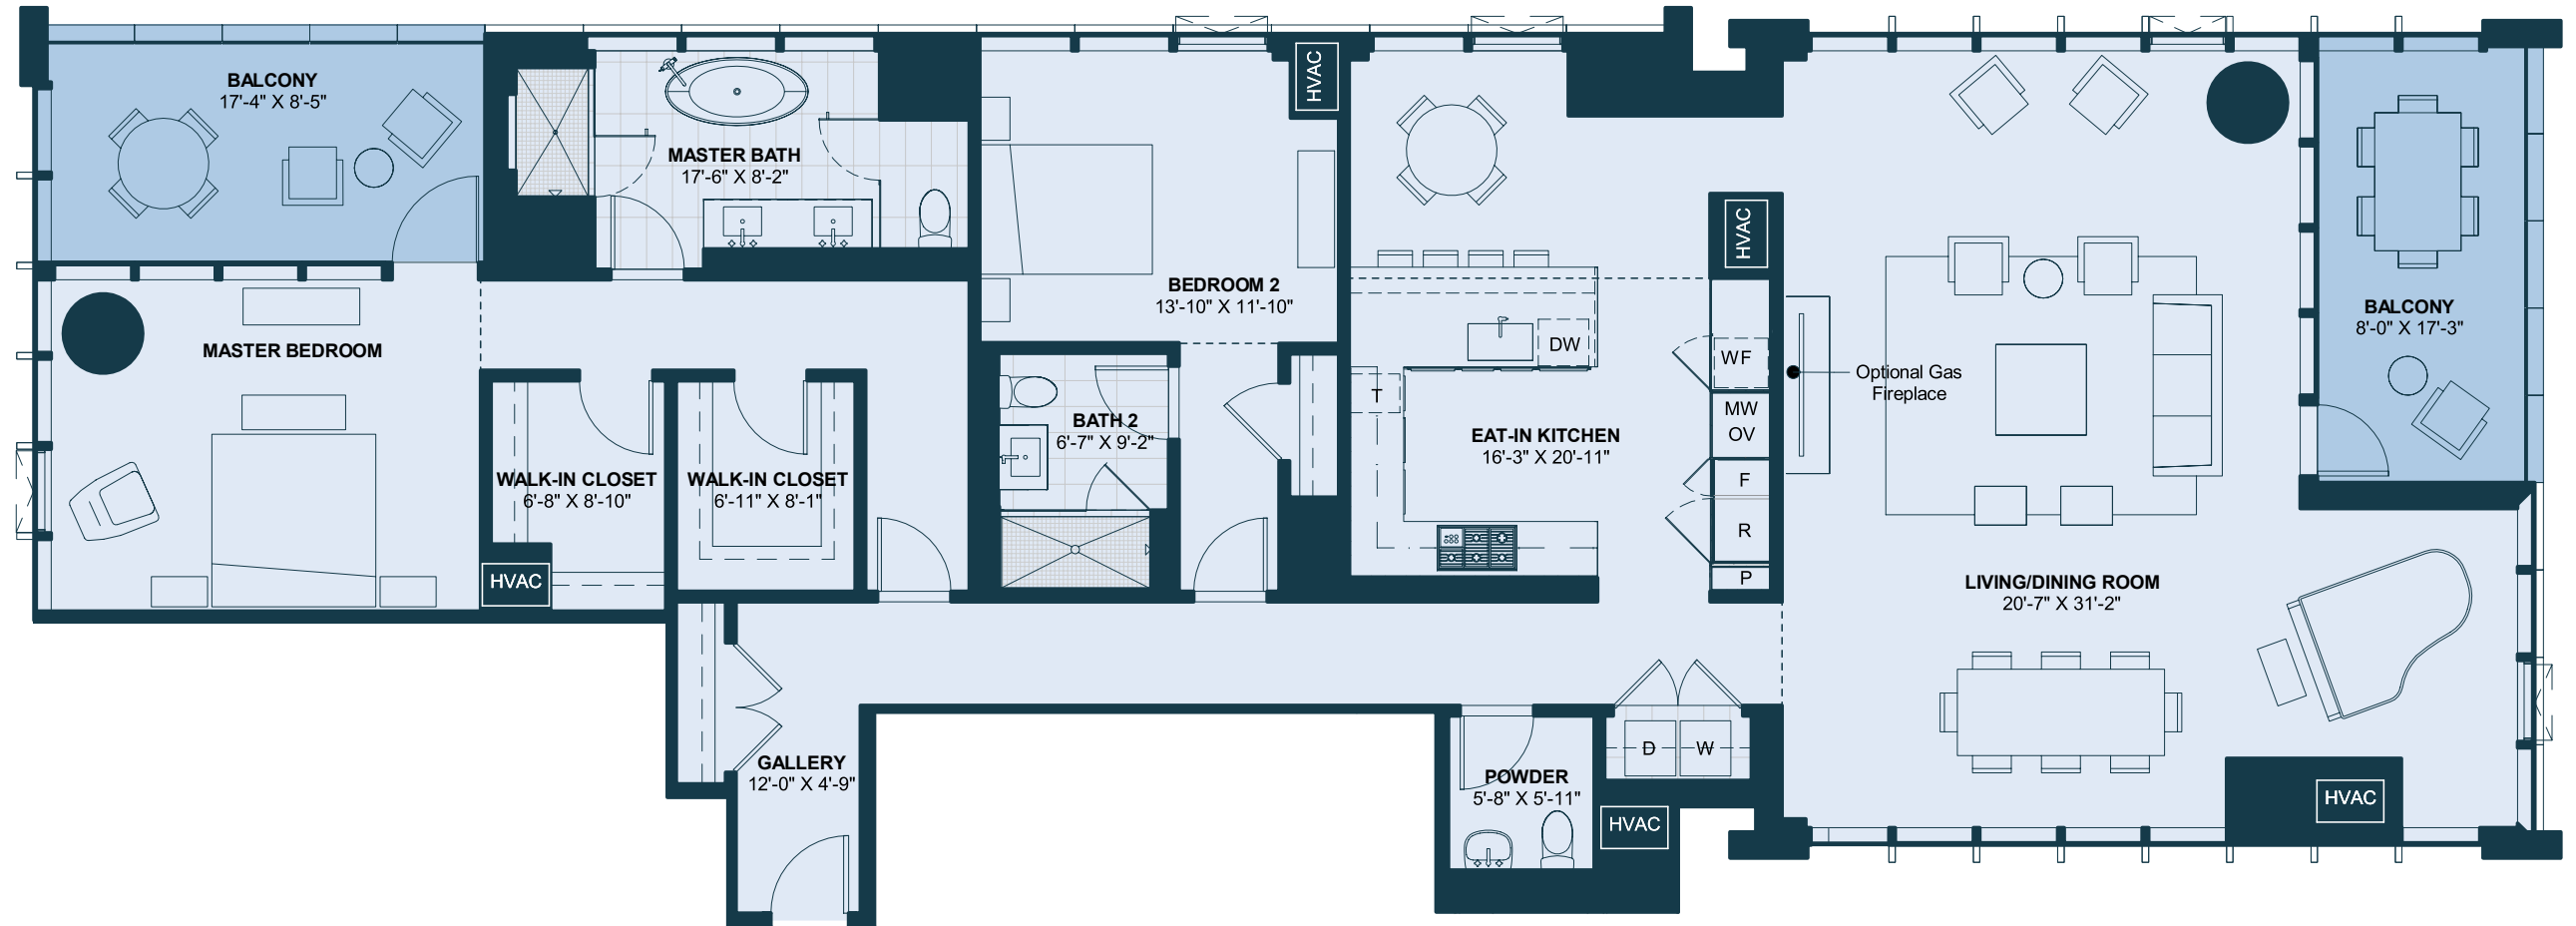 BALCONY
17'-4" X 8'-5"
MASTER BATH
17'-6" X 8'-2"
HVAC
BEDROOM 2
13'-10" X 11'-10"
HVAC
BALCONY
8'-0" X 17'-3"
MASTER BEDROOM
DW
WF
Optional Gas
Fireplace
T
MW
OV
BATH 2
6'-7" X 9'-2"
EAT-IN KITCHEN
16'-3" X 20'-11"
WALK-IN CLOSET
6'-8" X 8'-10"
WALK-IN CLOSET
6'-11" X 8'-1"
F
R
HVAC
P
LIVING/DINING ROOM
20'-7" X 31'-2"
GALLERY
12'-0" X 4'-9"
D
W
POWDER
5'-8" X 5'-11"
HVAC
HVAC